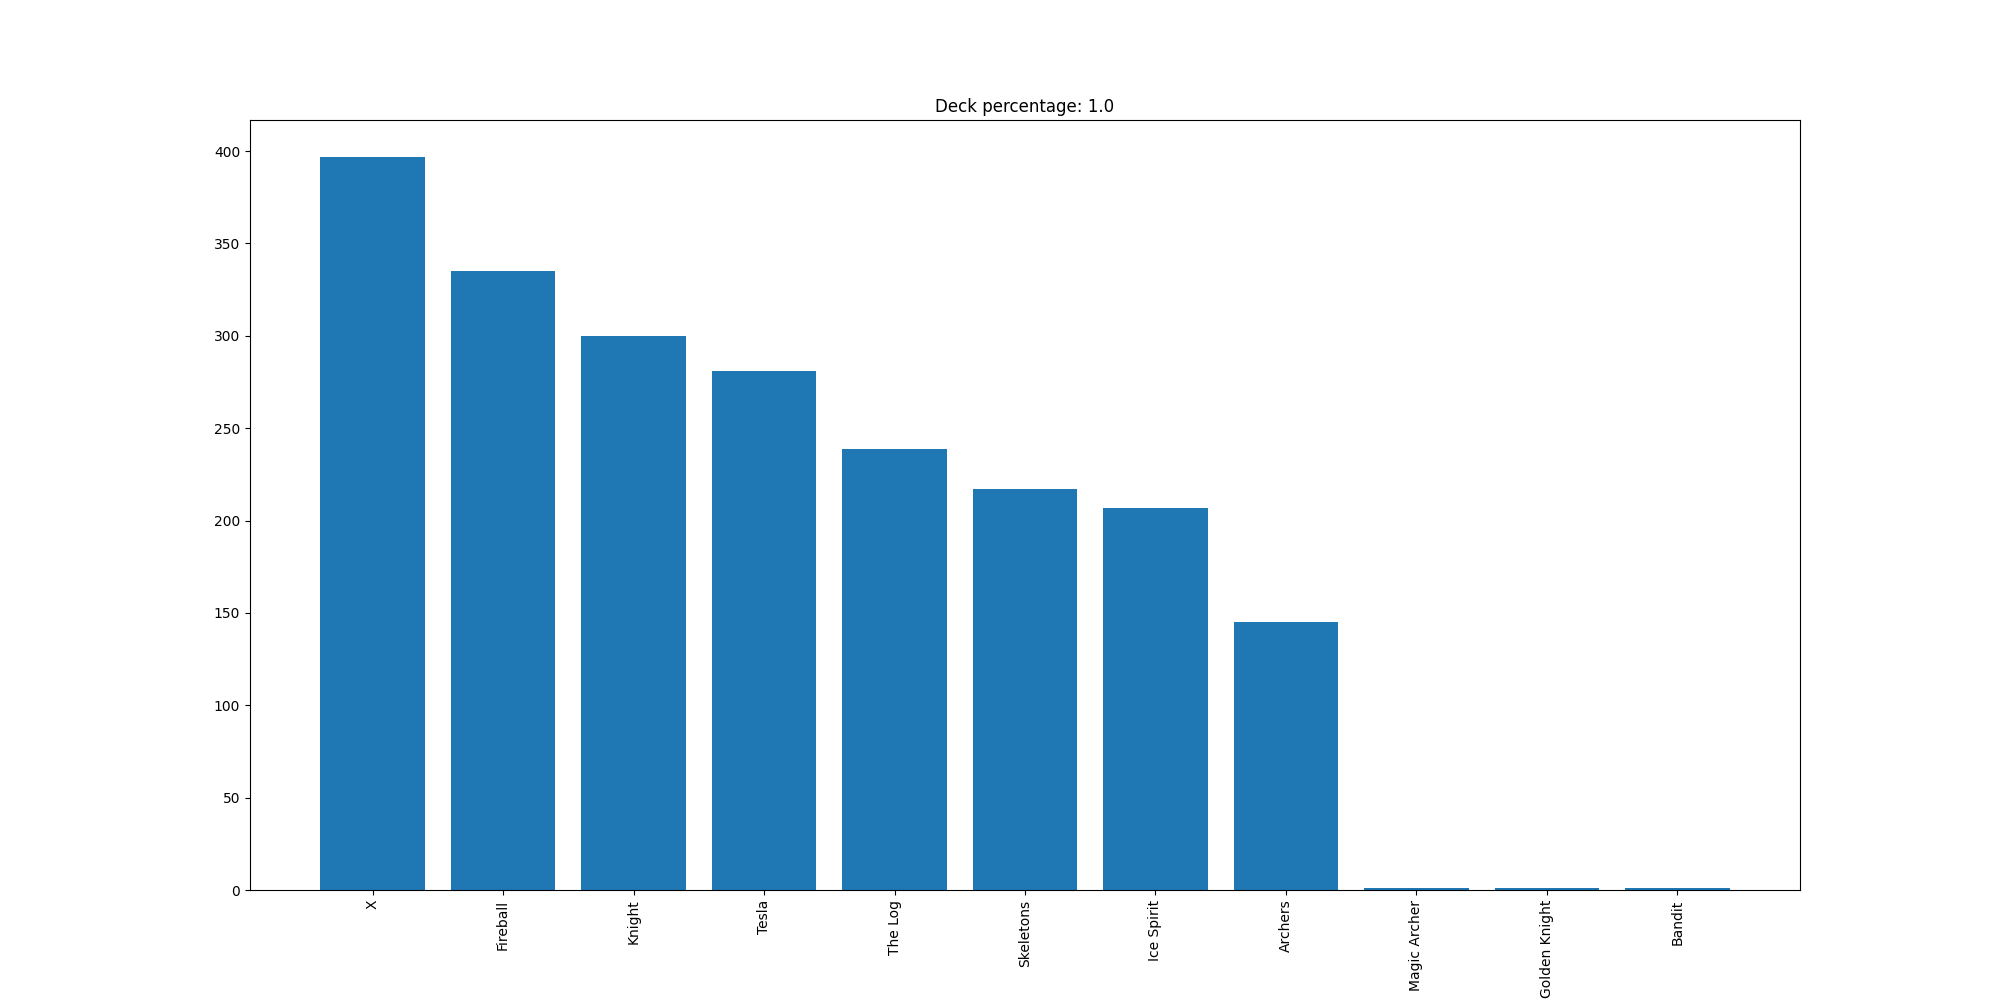 Deck percentage: 1.0
400
350
300
250
200
150
100
50
0
X
Fireball
Knight
Tesla
The Log
Skeletons
Ice Spirit
Archers
Magic Archer
Golden Knight
Bandit